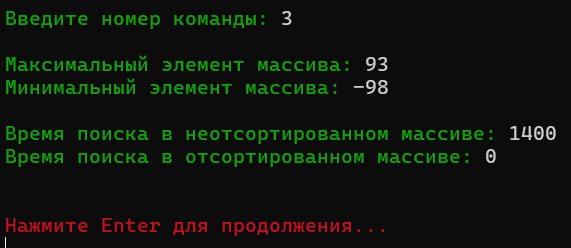 Введите номер команды: 3
Максимальный элемент массива: 93
Минимальный элемент массива: -98
Время поиска в неотсортированном массиве: 1400
Время поиска в отсортированном массиве: 0
Нажмите Enter для продолжения...